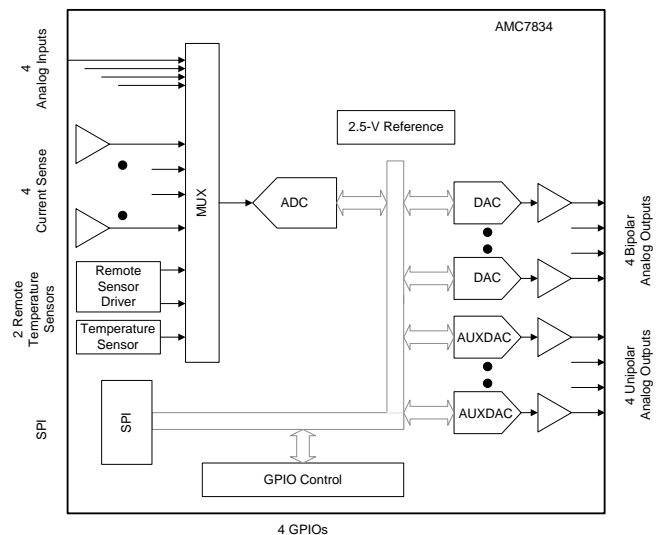 AMC7834
4
Analog Inputs
4
Current Sense
2 Remote
Temperature
Sensors
SPI
MUX
2.5-V Reference
ADC
DAC
DAC
AUXDAC
AUXDAC
Remote
Sensor
Driver
Temperature
Sensor
SPI
GPIO Control
4 Bipolar
Analog Outputs
4 Unipolar
Analog Outputs
4 GPIOs